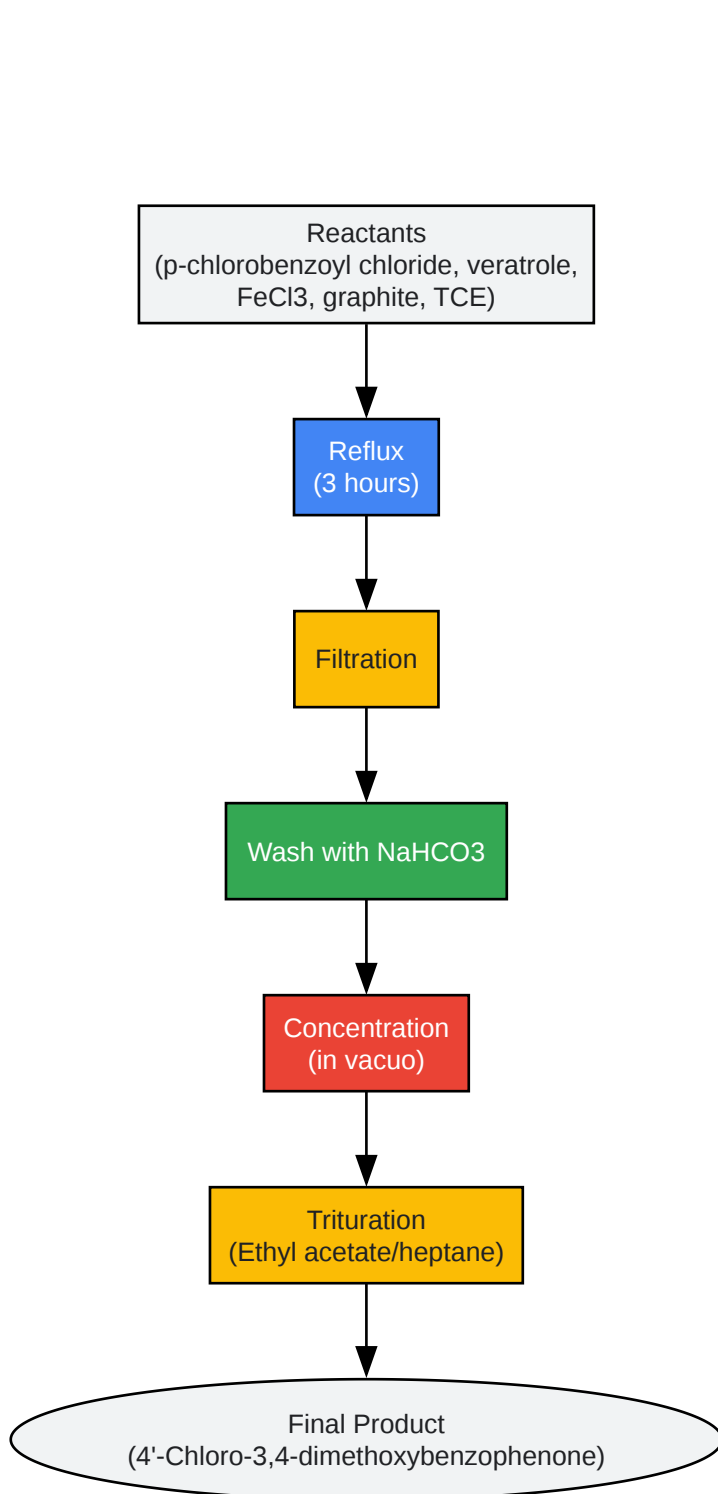 Reactants
(p-chlorobenzoyl chloride, veratrole,
FeCl3, graphite, TCE)
Reflux
(3 hours)
Filtration
Wash with NaHCO3
Concentration
(in vacuo)
Trituration
(Ethyl acetate/heptane)
Final Product
(4'-Chloro-3,4-dimethoxybenzophenone)